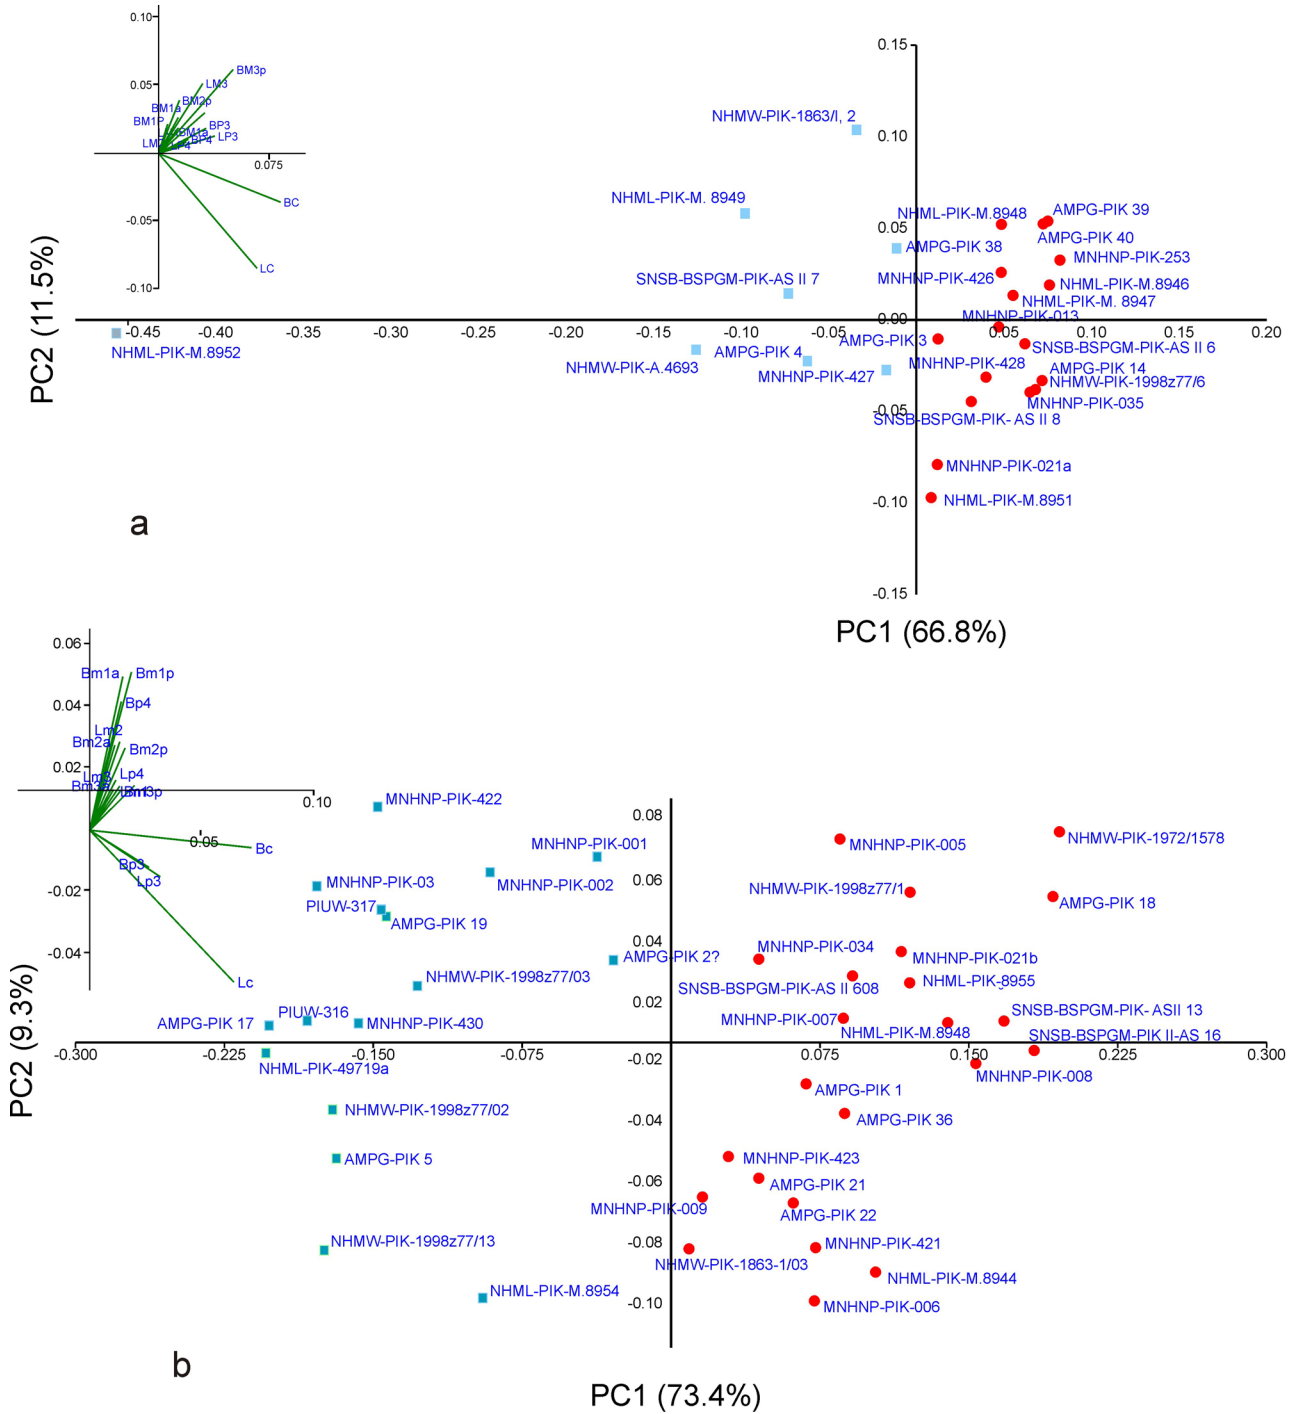 0.10
0.05
-0.05
-0.10
0.075
BM3p
LM3
BM2p
BM1a
BM1P
BP3
BM1a
LP3
BP4
LP4
BC
LC
0.15
0.10
0.05
0.00
-0.05
-0.10
-0.15
NHMW-PIK-1863/I, 2
NHML-PIK-M. 8949
NHML-PIK-M.8948
AMPG-PIK 39
AMPG-PIK 40
AMPG-PIK 38
MNHNP-PIK-253
SNSB-BSPGM-PIK-AS II 7
MNHNP-PIK-426
NHML-PIK-M.8946
NHML-PIK-M. 8947
MNHNP-PIK-013
-0.45 -0.40 -0.35 -0.30 -0.25 -0.20 -0.15 -0.10 -0.05 0.05 0.10 0.15 0.20
NHML-PIK-M.8952
AMPG-PIK 3
SNSB-BSPGM-PIK-AS II 6
AMPG-PIK 4
NHMW-PIK-A.4693
MNHNP-PIK-427
MNHNP-PIK-428
AMPG-PIK 14
NHMW-PIK-1998z77/6
MNHNP-PIK-035
SNSB-BSPGM-PIK- AS II 8
MNHNP-PIK-021a
NHML-PIK-M.8951
PC2 (11.5%)
a
PC1 (66.8%)
0.06
0.04
0.02
-0.02
-0.04
0.10
0.05
Bm1a
Bm1p
Bp4
Lm2
Bm2a
Bm2p
Lp4
Bm3p
Bc
Bp3
Lp3
Lc
0.08
0.06
0.04
0.02
-0.02
-0.04
-0.06
-0.08
-0.10
MNHNP-PIK-422
MNHNP-PIK-001
MNHNP-PIK-005
NHMW-PIK-1972/1578
MNHNP-PIK-03
MNHNP-PIK-002
NHMW-PIK-1998z77/1
PIUW-317
AMPG-PIK 19
AMPG-PIK 18
MNHNP-PIK-034
AMPG-PIK 2?
MNHNP-PIK-021b
NHMW-PIK-1998z77/03
SNSB-BSPGM-PIK-AS II 608
NHML-PIK-8955
PIUW-316
AMPG-PIK 17
MNHNP-PIK-430
MNHNP-PIK-007
NHML-PIK-M.8948
SNSB-BSPGM-PIK- ASII 13
SNSB-BSPGM-PIK II-AS 16
-0.300 -0.225 -0.150 -0.075 0.075 0.150 0.225 0.300
NHML-PIK-49719a
MNHNP-PIK-008
AMPG-PIK 1
NHMW-PIK-1998z77/02
AMPG-PIK 36
AMPG-PIK 5
MNHNP-PIK-423
AMPG-PIK 21
MNHNP-PIK-009
AMPG-PIK 22
NHMW-PIK-1998z77/13
MNHNP-PIK-421
NHMW-PIK-1863-1/03
NHML-PIK-M.8944
NHML-PIK-M.8954
MNHNP-PIK-006
PC2 (9.3%)
b
PC1 (73.4%)